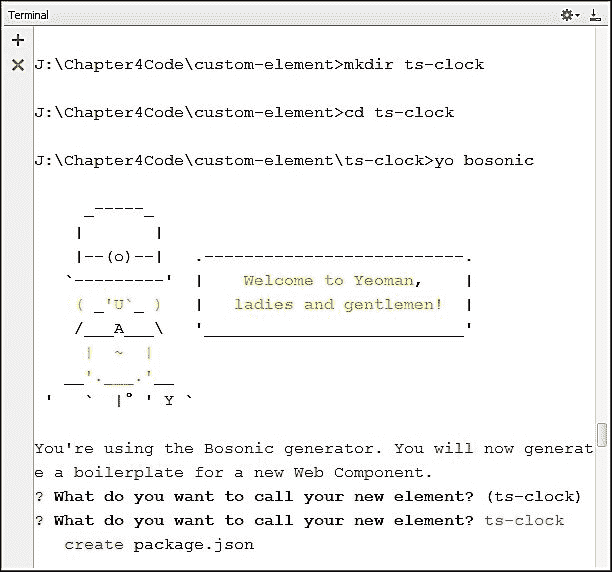 Terminal
J:\Chapter4Code\custom-element>mkdir ts-clock
J:\Chapter4Code\custom-element>cd ts-clock
J:\Chapter4Code\custom-element\ts-clock>yo bosonic
     _-----_
    |       |
    |--(o)--|   .--------------------------.
   `---------'  |    Welcome to Yeoman,    |
    ( _'U`_ )   |   ladies and gentlemen!  |
    /___A___\   '__________________________'
     |  ~  |
   __'.___.'__
 '   `  |° ' Y `
You're using the Bosonic generator. You will now generat
e a boilerplate for a new Web Component.
? What do you want to call your new element? (ts-clock)
? What do you want to call your new element? ts-clock
   create package.json